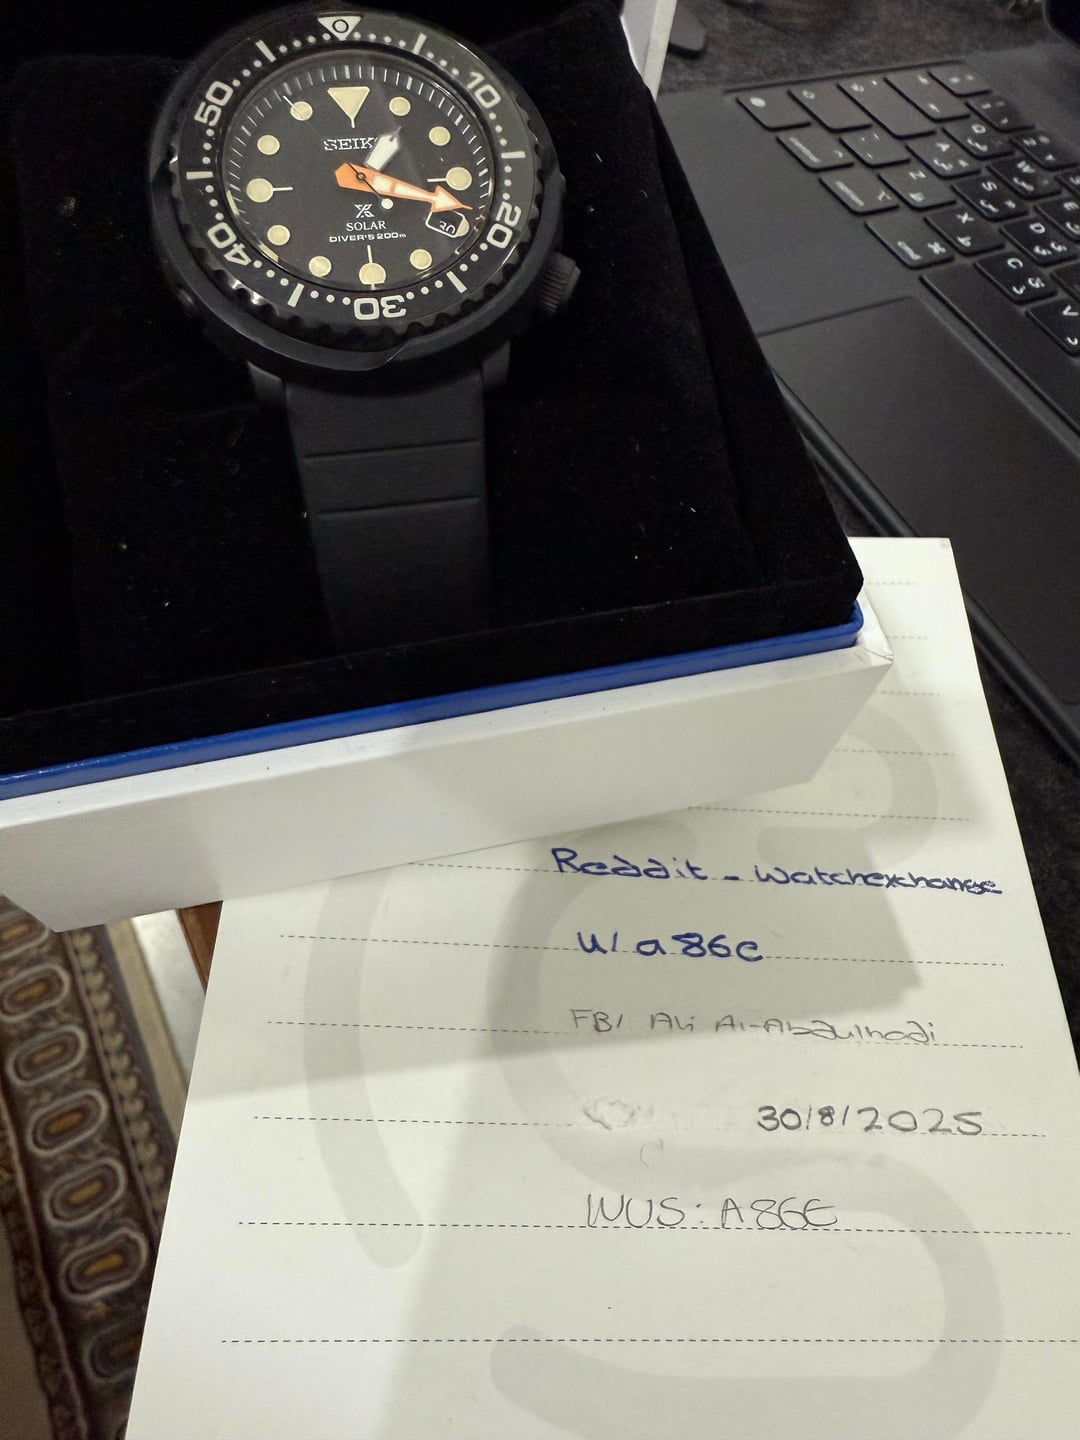 10
20
30
40
50
SEIKO
SOLAR
DIVER'S 200m
30
Reddit - Watchexchange
u/a86e
FB/ Ali Al-Abdulhadi
30/8/2025
WUS: A86E